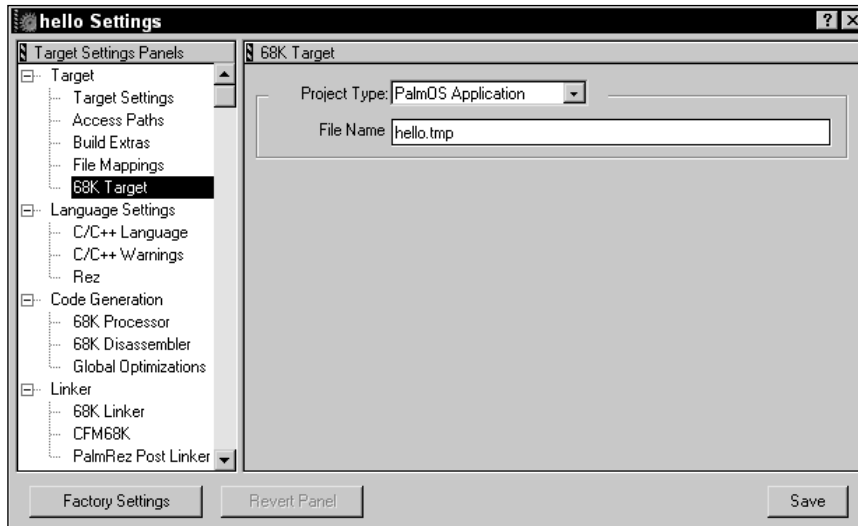 hello Settings
Target Settings Panels
Target
Target Settings
Access Paths
Build Extras
File Mappings
68K Target
Language Settings
C/C++ Language
C/C++ Warnings
Rez
Code Generation
68K Processor
68K Disassembler
Global Optimizations
Linker
68K Linker
CFM68K
PalmRez Post Linker
68K Target
Project Type: PalmOS Application
File Name hello.tmp
Factory Settings
Revert Panel
Save